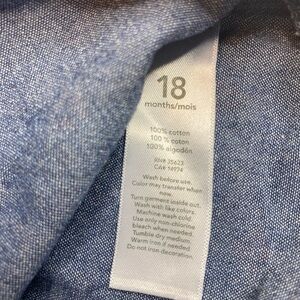 18
months/mois
100% cotton
100% coton
100% algodón
RN# 35623
CA# 14974
Wash before use.
Color may transfer when
new.
Turn garment inside out.
Wash with like colors.
Machine wash cold.
Use only non-chlorine
bleach when needed.
Tumble dry medium.
Warm iron if needed.
Do not iron decoration.